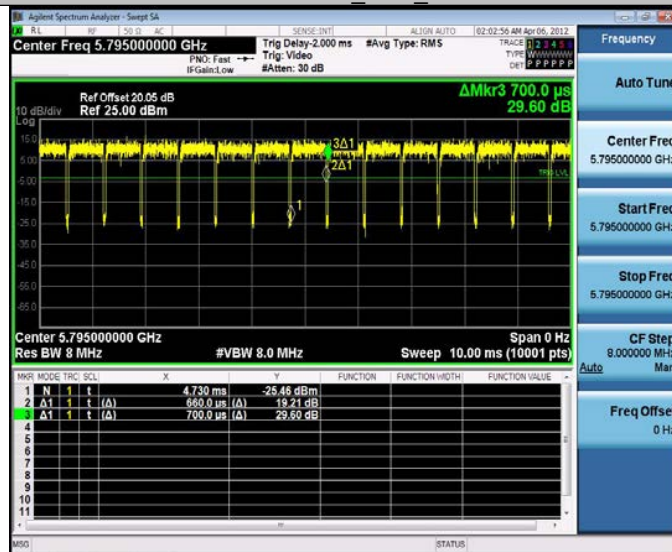 Agilent Spectrum Analyzer - Swept SA
RL RF 50 Ω AC SENSE:INT ALIGN AUTO 02:02:56 AM Apr 06, 2012
Center Freq 5.795000000 GHz
PNO: Fast
IFGain:Low
Trig Delay-2.000 ms
Trig: Video
#Atten: 30 dB
#Avg Type: RMS
TRACE 1 2 3 4 5 6
TYPE WWWWWW
DET P P P P P P
ΔMkr3 700.0 µs
29.60 dB
Ref Offset 20.05 dB
10 dB/div Ref 25.00 dBm
Log
15.0
5.00
-5.00
-15.0
-25.0
-35.0
-45.0
-55.0
-65.0
3Δ1
2Δ1
1
TRIG LVL
Center 5.795000000 GHz Span 0 Hz
Res BW 8 MHz #VBW 8.0 MHz Sweep 10.00 ms (10001 pts)
MKR MODE TRC SCL X Y FUNCTION FUNCTION WIDTH FUNCTION VALUE
1 N 1 t 4.730 ms -25.46 dBm
2 Δ1 1 t (Δ) 660.0 µs (Δ) 19.21 dB
3 Δ1 1 t (Δ) 700.0 µs (Δ) 29.60 dB
4
5
6
7
8
9
10
11
MSG STATUS
Frequency
Auto Tune
Center Freq
5.795000000 GHz
Start Freq
5.795000000 GHz
Stop Freq
5.795000000 GHz
CF Step
8.000000 MHz
Auto Man
Freq Offset
0 Hz